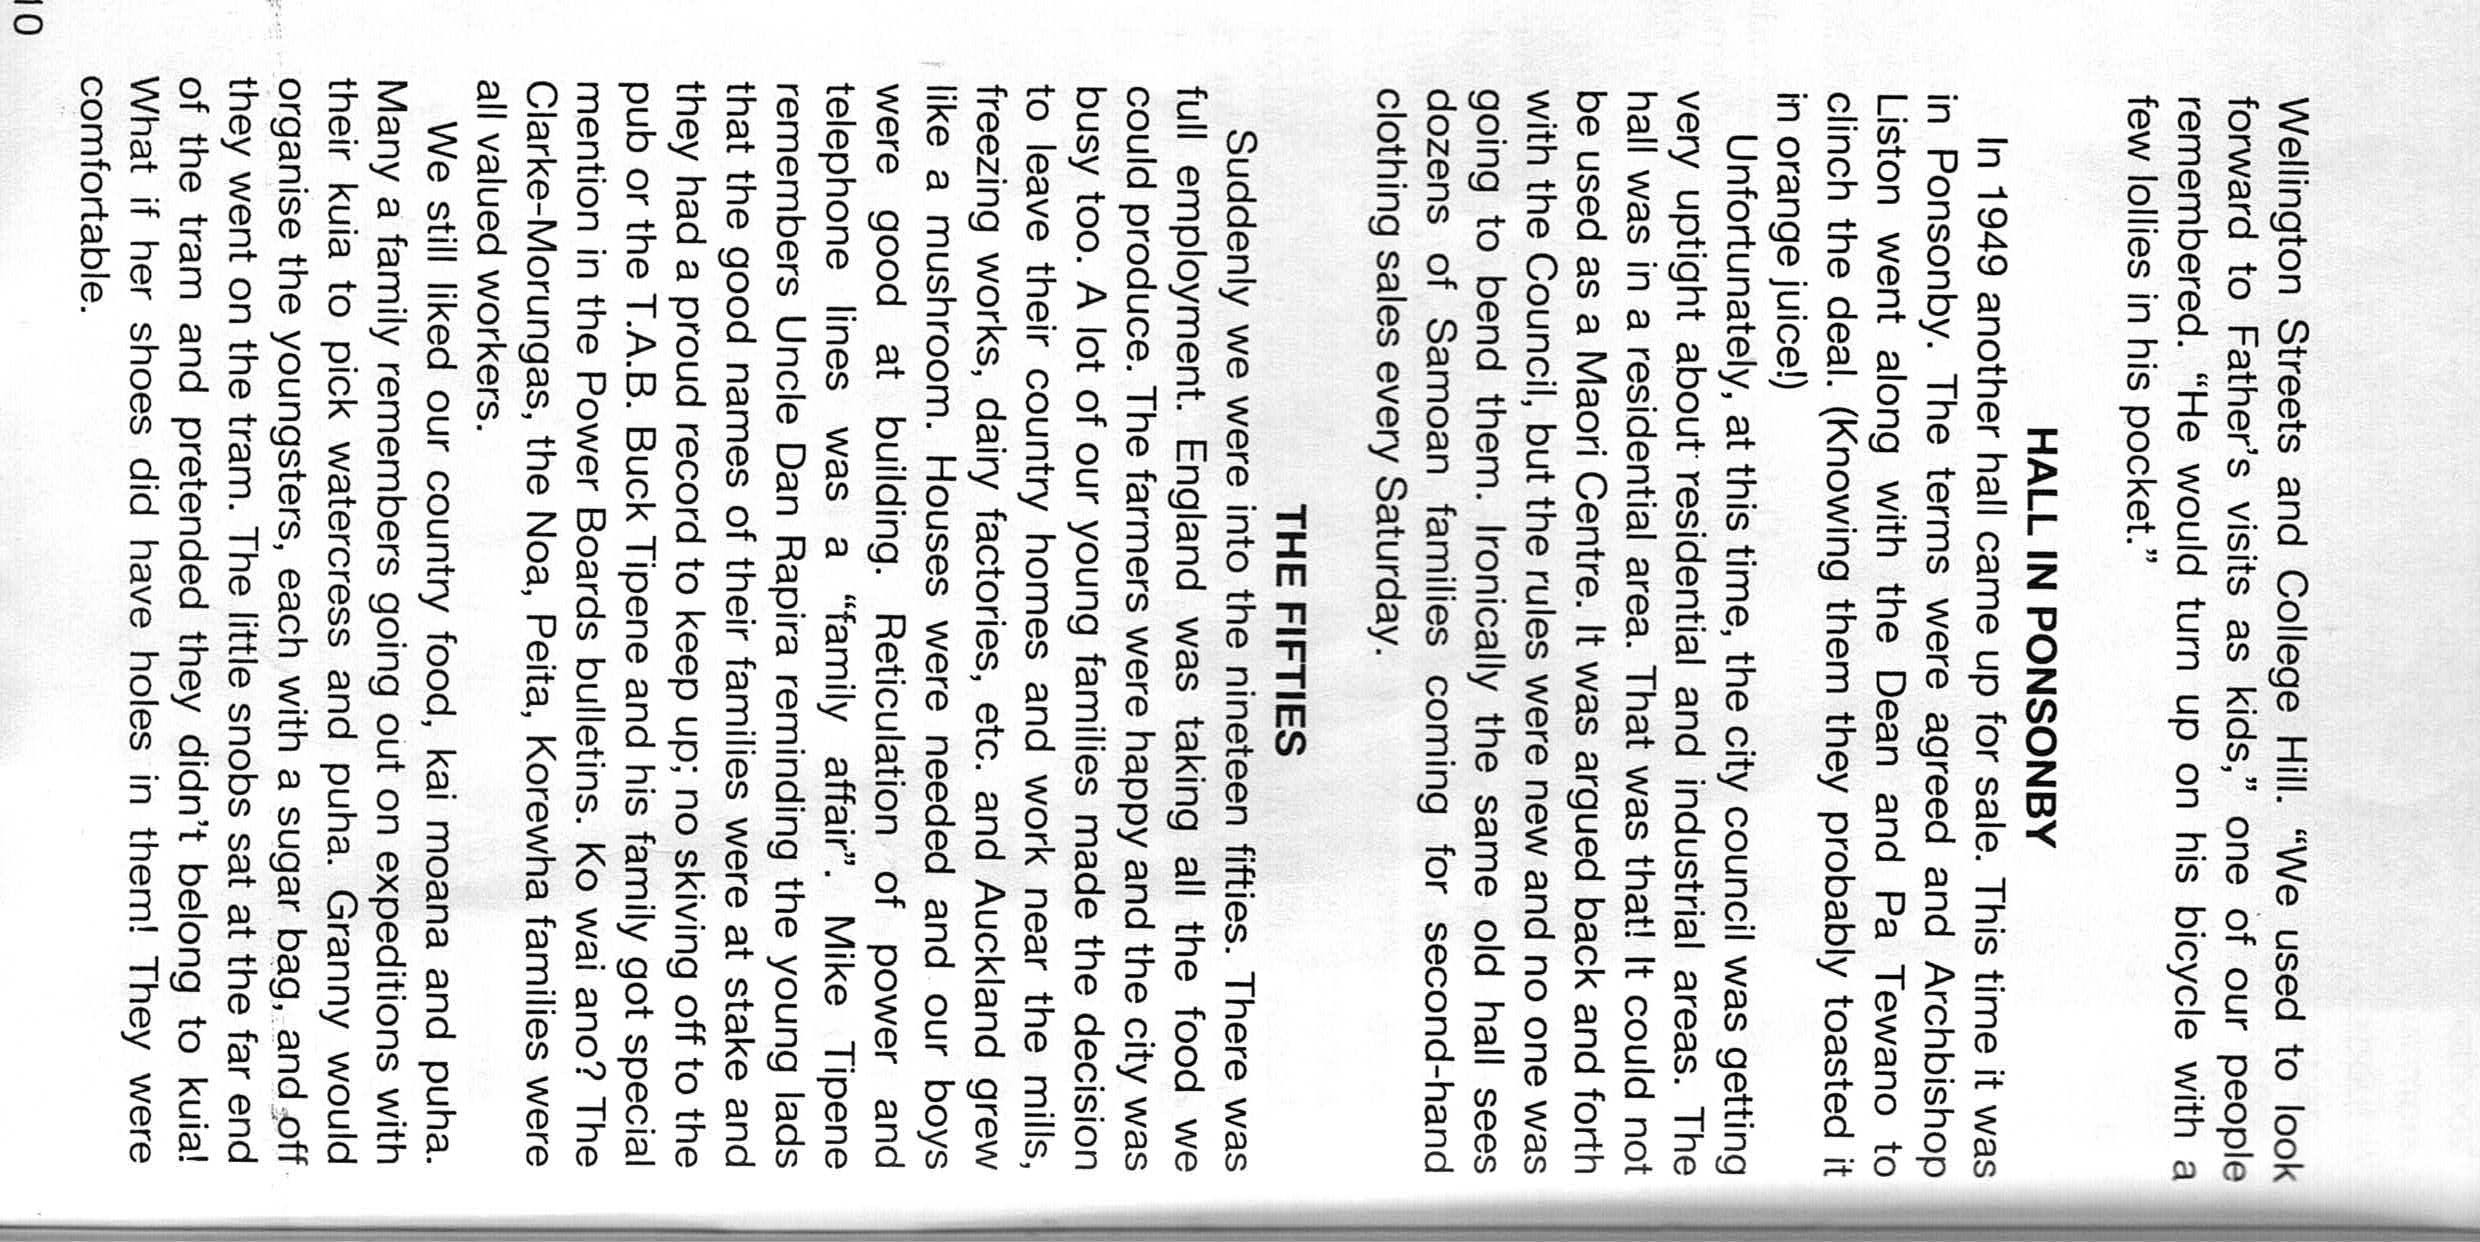 Wellington Streets and College Hill. “We used to look
forward to Father’s visits as kids,” one of our people
remembered. “He would turn up on his bicycle with a
few lollies in his pocket.”
HALL IN PONSONBY
In 1949 another hall came up for sale. This time it was
in Ponsonby. The terms were agreed and Archbishop
Liston went along with the Dean and Pa Tewano to
clinch the deal. (Knowing them they probably toasted it
in orange juice!)
Unfortunately, at this time, the city council was getting
very uptight about residential and industrial areas. The
hall was in a residential area. That was that! It could not
be used as a Maori Centre. It was argued back and forth
with the Council, but the rules were new and no one was
going to bend them. Ironically the same old hall sees
dozens of Samoan families coming for second-hand
clothing sales every Saturday.
THE FIFTIES
Suddenly we were into the nineteen fifties. There was
full employment. England was taking all the food we
could produce. The farmers were happy and the city was
busy too. A lot of our young families made the decision
to leave their country homes and work near the mills,
freezing works, dairy factories, etc. and Auckland grew
like a mushroom. Houses were needed and our boys
were good at building. Reticulation of power and
telephone lines was a “family affair”. Mike Tipene
remembers Uncle Dan Rapira reminding the young lads
that the good names of their families were at stake and
they had a proud record to keep up; no skiving off to the
pub or the T.A.B. Buck Tipene and his family got special
mention in the Power Boards bulletins. Ko wai ano? The
Clarke-Morungas, the Noa, Peita, Korewha families were
all valued workers.
We still liked our country food, kai moana and puha.
Many a family remembers going out on expeditions with
their kuia to pick watercress and puha. Granny would
organise the youngsters, each with a sugar bag, and off
they went on the tram. The little snobs sat at the far end
of the tram and pretended they didn’t belong to kuia!
What if her shoes did have holes in them! They were
comfortable.
10